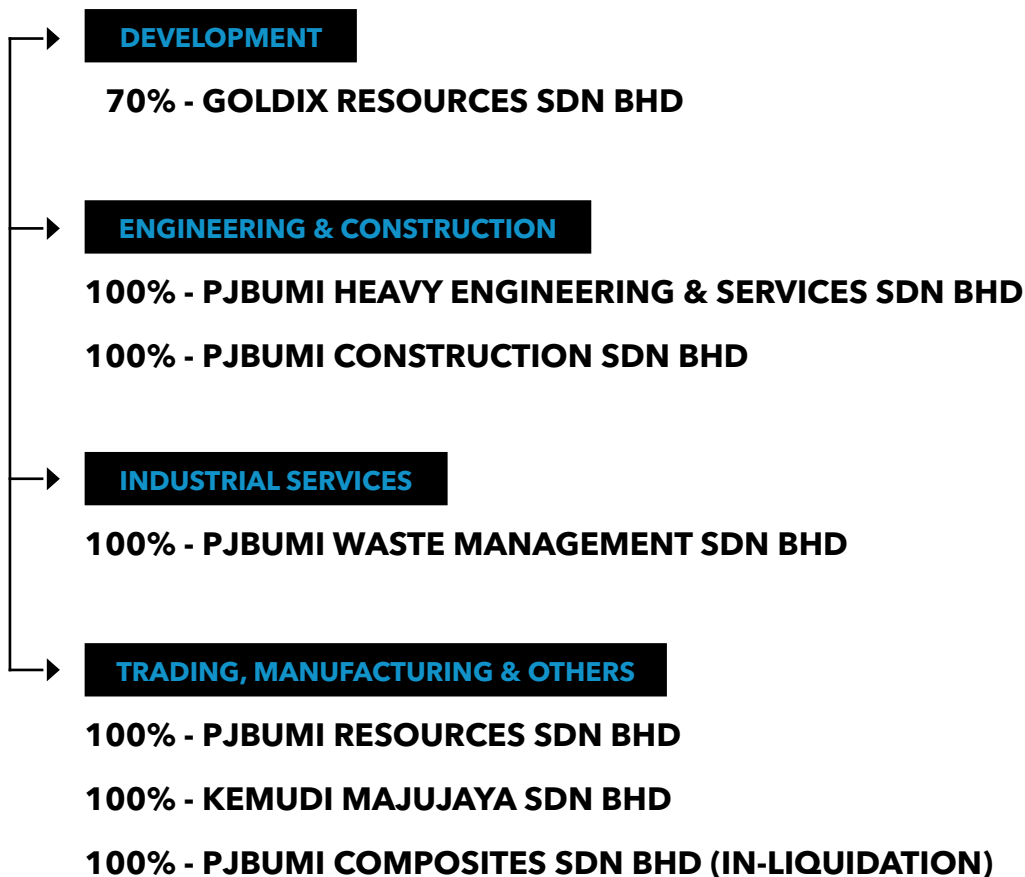 DEVELOPMENT
70% - GOLDIX RESOURCES SDN BHD
ENGINEERING & CONSTRUCTION
100% - PJBUMI HEAVY ENGINEERING & SERVICES SDN BHD
100% - PJBUMI CONSTRUCTION SDN BHD
INDUSTRIAL SERVICES
100% - PJBUMI WASTE MANAGEMENT SDN BHD
TRADING, MANUFACTURING & OTHERS
100% - PJBUMI RESOURCES SDN BHD
100% - KEMUDI MAJUJAYA SDN BHD
100% - PJBUMI COMPOSITES SDN BHD (IN-LIQUIDATION)